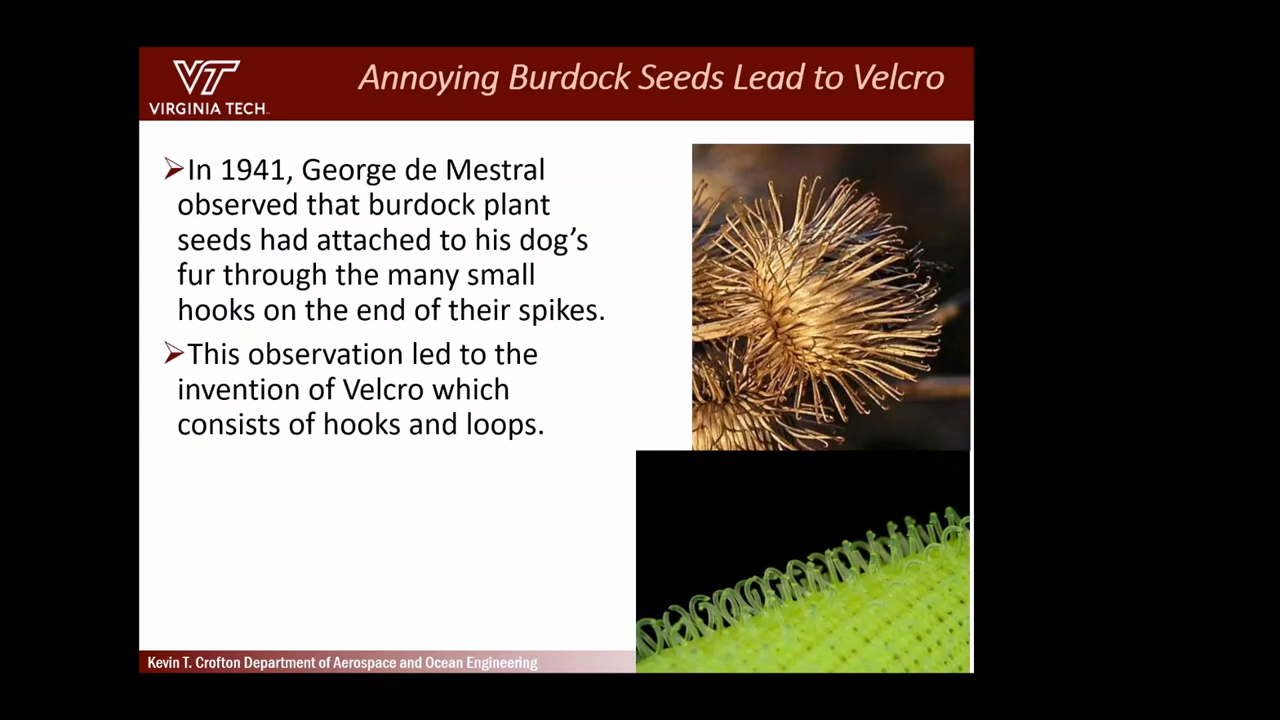 Annoying Burdock Seeds Lead to Velcro
VT
VIRGINIA TECH
➢In 1941, George de Mestral
observed that burdock plant
seeds had attached to his dog’s
fur through the many small
hooks on the end of their spikes.
➢This observation led to the
invention of Velcro which
consists of hooks and loops.
Kevin T. Crofton Department of Aerospace and Ocean Engineering